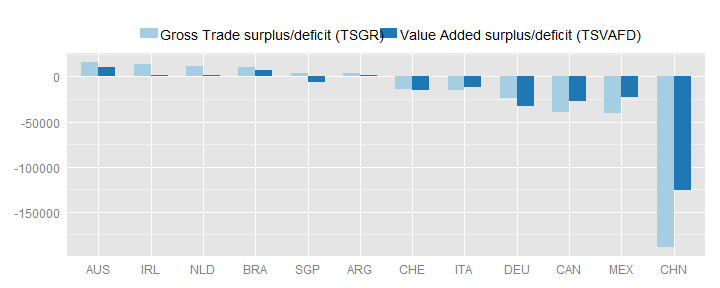 Gross Trade surplus/deficit (TSGR) Value Added surplus/deficit (TSVAFD)
0
-50000
-100000
-150000
AUS IRL NLD BRA SGP ARG CHE ITA DEU CAN MEX CHN